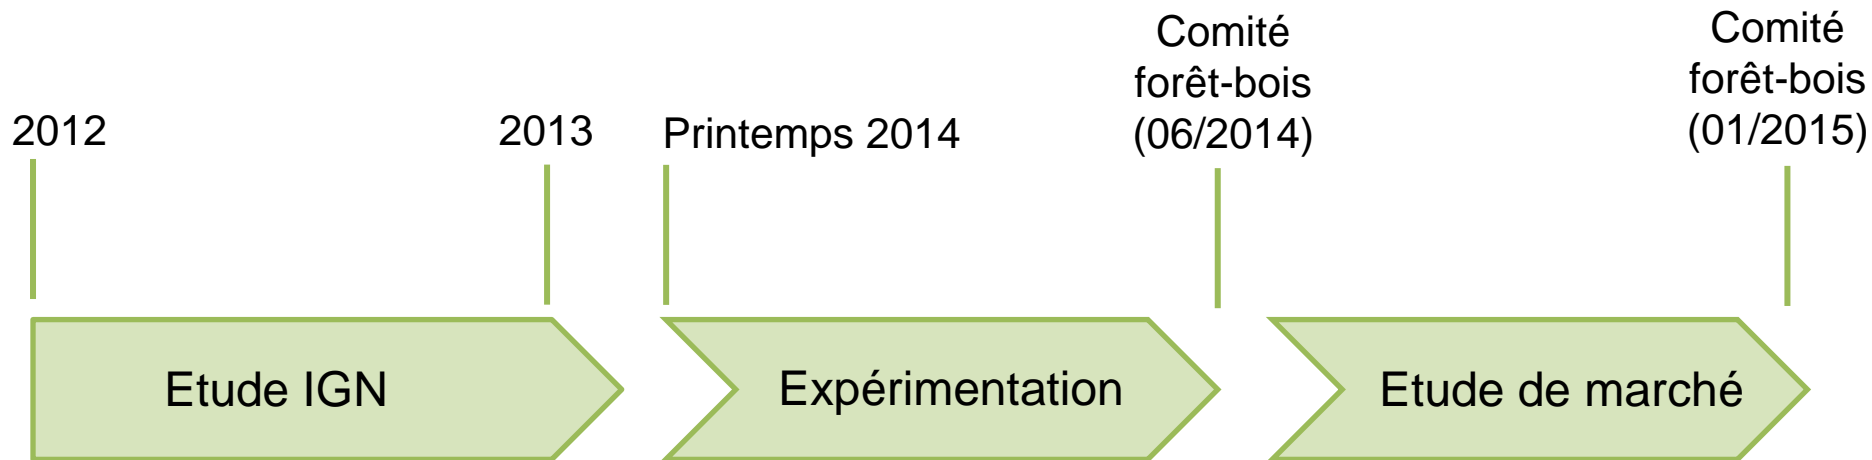 2012
2013
Printemps 2014
Comité
forêt-bois
(06/2014)
Comité
forêt-bois
(01/2015)
Etude IGN
Expérimentation
Etude de marché